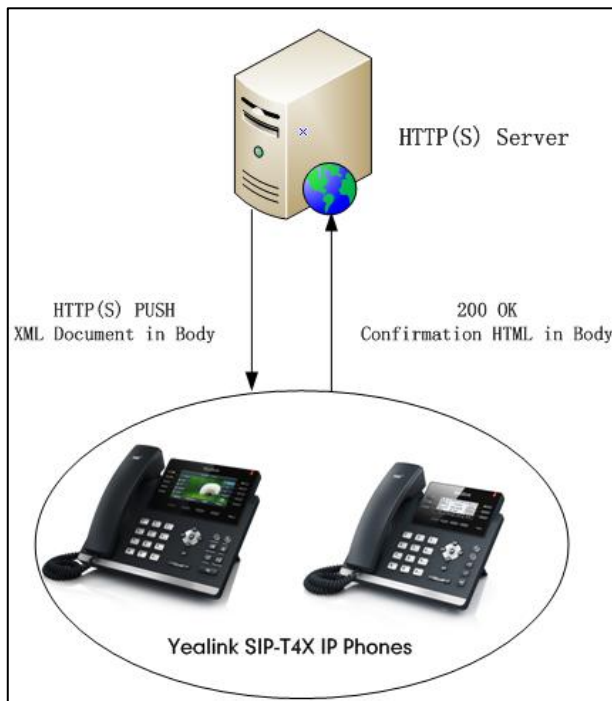 HTTP(S) Server
HTTP(S) PUSH
XML Document in Body
200 OK
Confirmation HTML in Body
Yealink SIP-T4X IP Phones